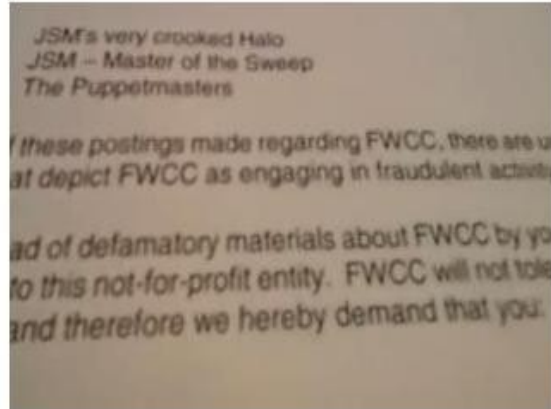 JSM's very crooked Halo
JSM – Master of the Sweep
The Puppetmasters
these postings made regarding FWCC, there are
at depict FWCC as engaging in fraudulent
ad of defamatory materials about FWCC by yo
to this not-for-profit entity. FWCC will not tole
and therefore we hereby demand that you: